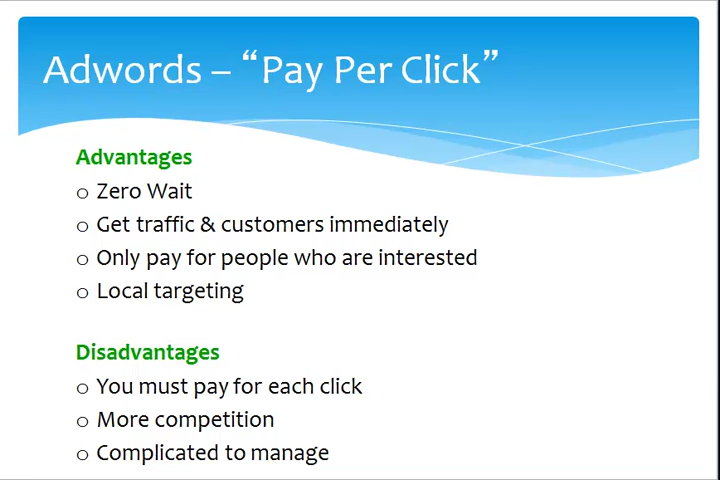 Adwords – “Pay Per Click”
Advantages
o Zero Wait
o Get traffic & customers immediately
o Only pay for people who are interested
o Local targeting
Disadvantages
o You must pay for each click
o More competition
o Complicated to manage